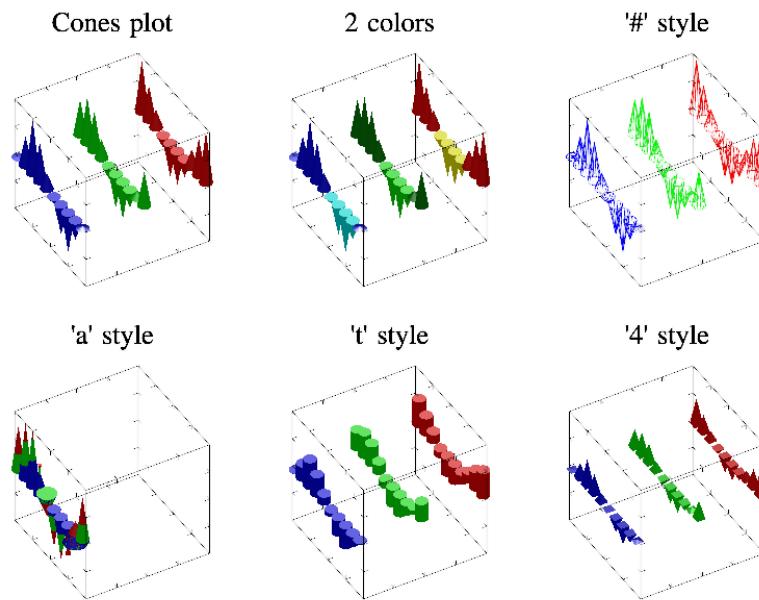 Cones plot
2 colors
'#' style
'a' style
't' style
'4' style